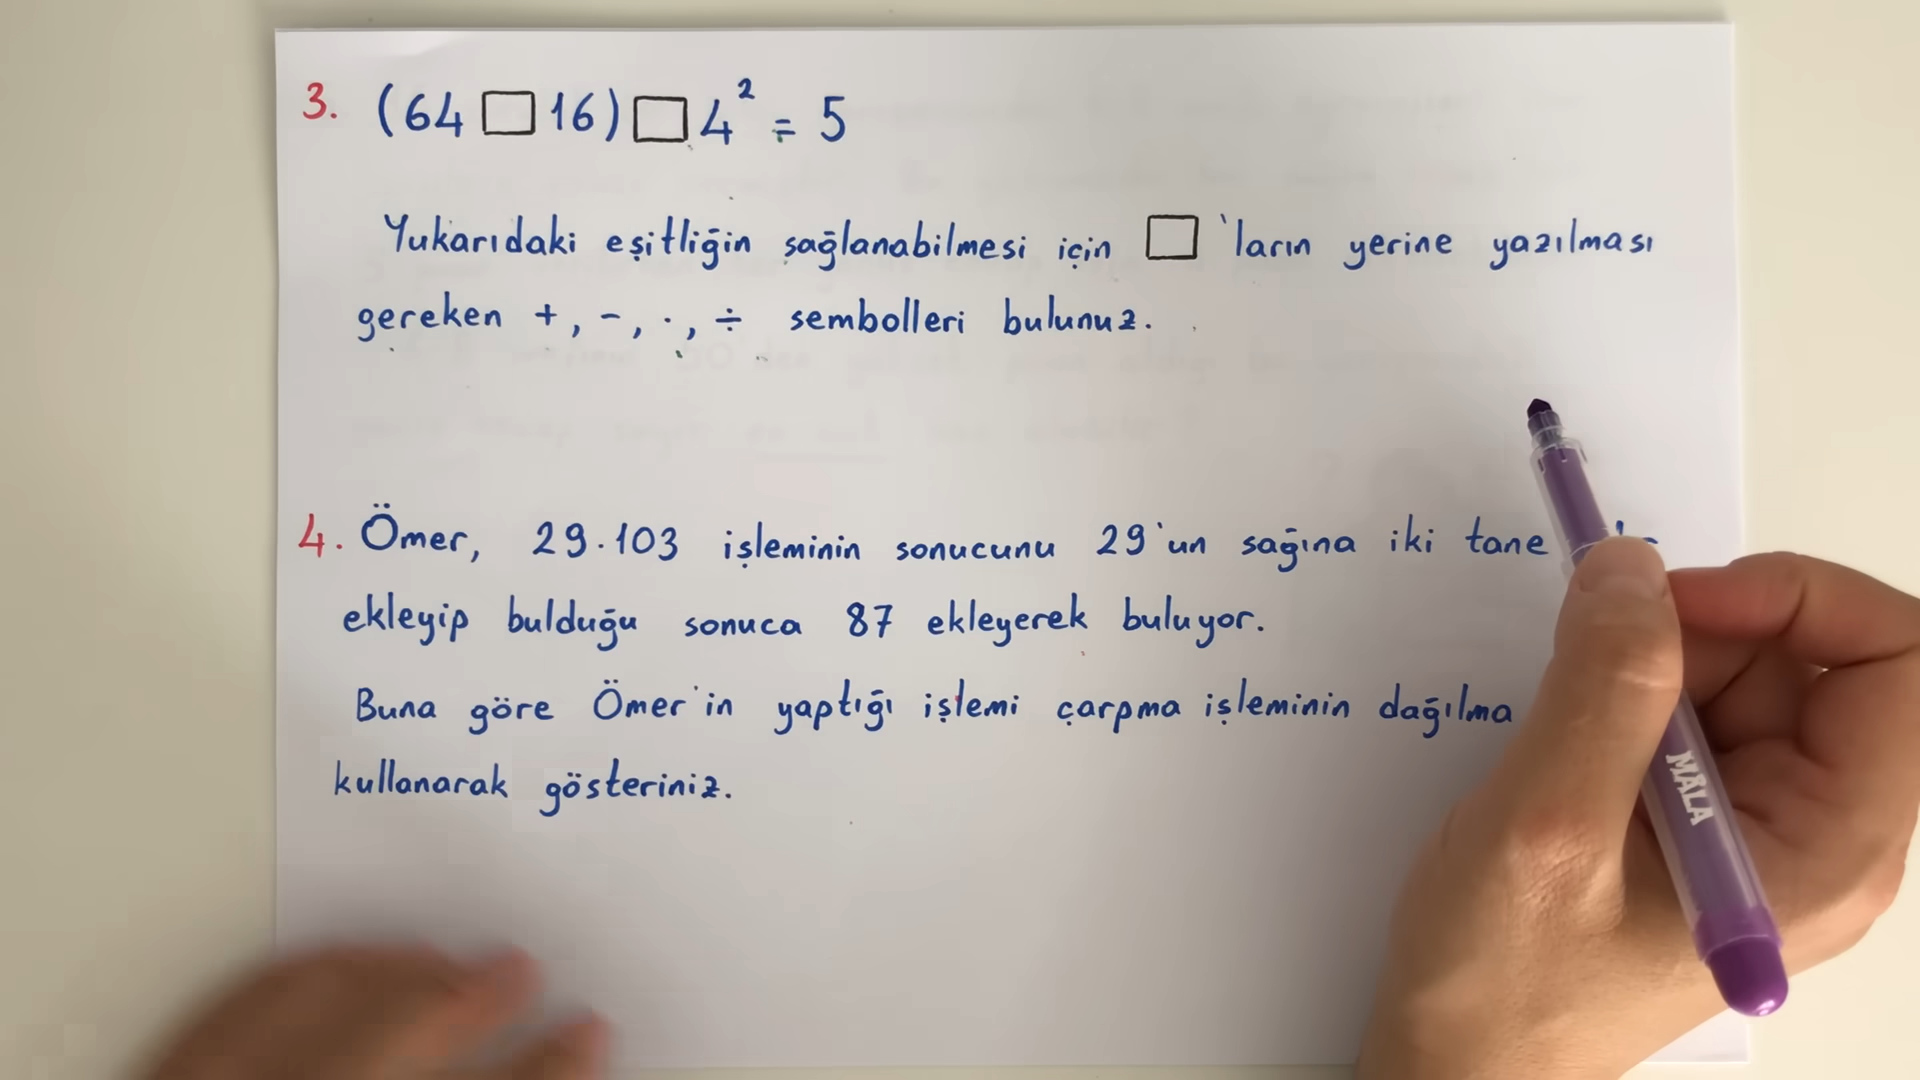 3. (64 □ 16) □ 4² = 5
Yukarıdaki eşitliğin sağlanabilmesi için □ 'ların yerine yazılması
gereken +, -, ·, ÷ sembolleri bulunuz.
4. Ömer, 29.103 işleminin sonucunu 29'un sağına iki tane
ekleyip bulduğu sonuca 87 ekleyerek buluyor.
Buna göre Ömer'in yaptığı işlemi çarpma işleminin dağılma
kullanarak gösteriniz.
MALA